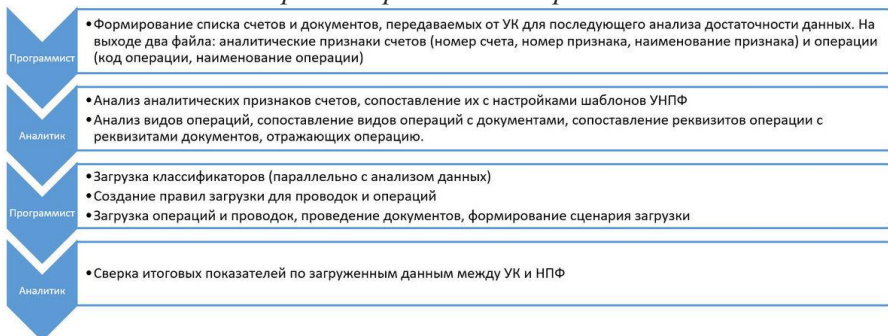 •Формирование списка счетов и документов, передаваемых от УК для последующего анализа достаточности данных. На
выходе два файла: аналитические признаки счетов (номер счета, номер признака, наименование признака) и операции
(код операции, наименование операции)
Программист
•Анализ аналитических признаков счетов, сопоставление их с настройками шаблонов УНПФ
•Анализ видов операций, сопоставление видов операций с документами, сопоставление реквизитов операции с
реквизитами документов, отражающих операцию.
Аналитик
•Загрузка классификаторов (параллельно с анализом данных)
•Создание правил загрузки для проводок и операций
•Загрузка операций и проводок, проведение документов, формирование сценария загрузки
Программист
•Сверка итоговых показателей по загруженным данным между УК и НПФ
Аналитик